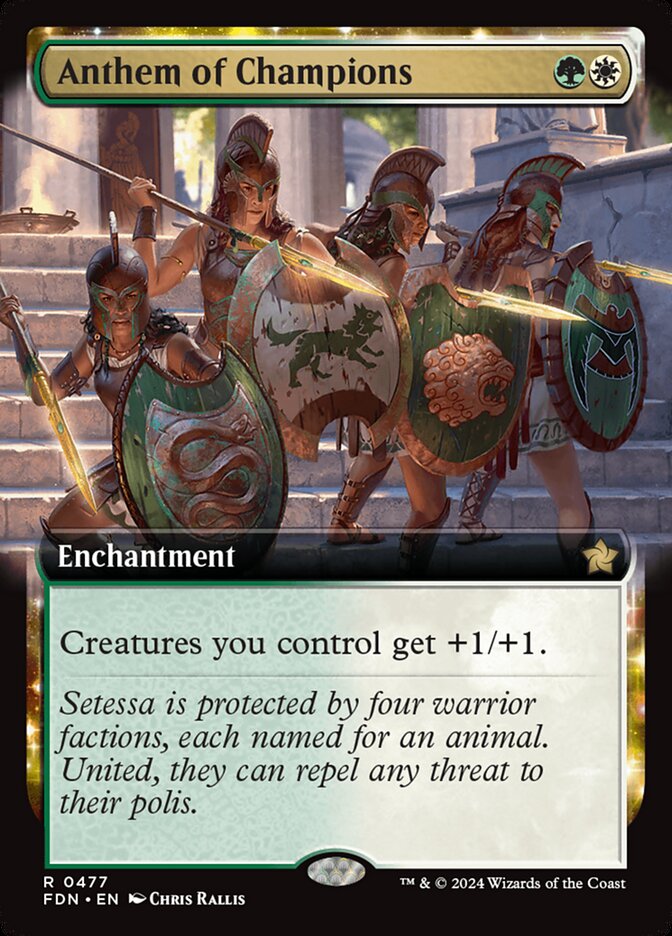 Anthem of Champions
Enchantment
Creatures you control get +1/+1.
Setessa is protected by four warrior
factions, each named for an animal.
United, they can repel any threat to
their polis.
R 0477
FDN • EN Chris Rallis
™ & © 2024 Wizards of the Coast